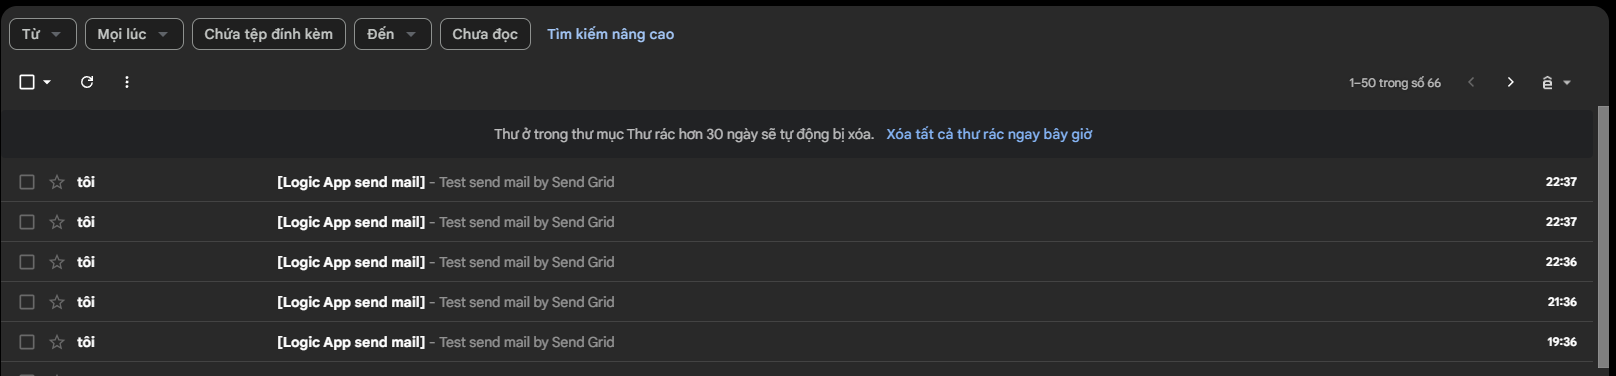 Từ Mọi lúc Chứa tệp đính kèm Đến Chưa đọc Tìm kiếm nâng cao
1–50 trong số 66
Thư ở trong thư mục Thư rác hơn 30 ngày sẽ tự động bị xóa. Xóa tất cả thư rác ngay bây giờ
tôi [Logic App send mail] - Test send mail by Send Grid 22:37
tôi [Logic App send mail] - Test send mail by Send Grid 22:37
tôi [Logic App send mail] - Test send mail by Send Grid 22:36
tôi [Logic App send mail] - Test send mail by Send Grid 21:36
tôi [Logic App send mail] - Test send mail by Send Grid 19:36